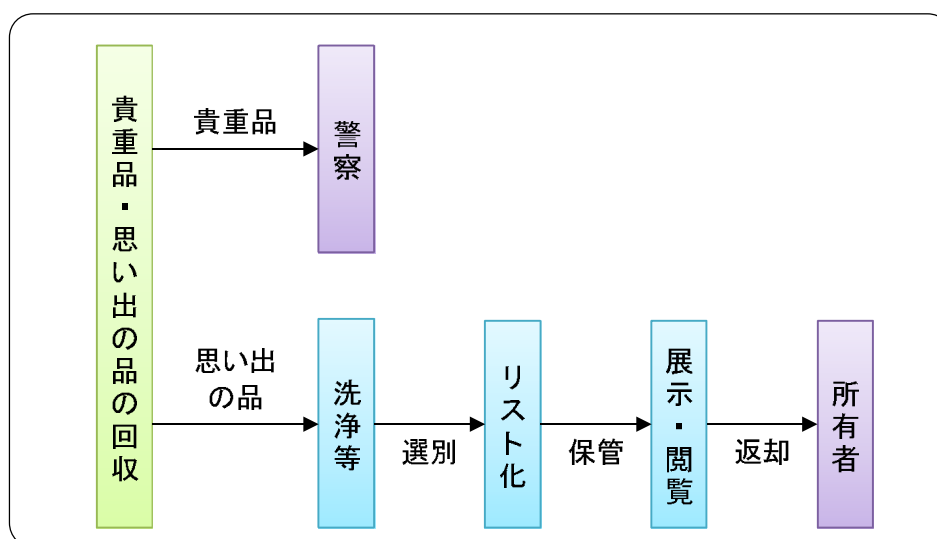 貴重品・思い出の品の回収
貴重品
警察
思い出
の品
洗浄等
選別
リスト化
保管
展示・閲覧
返却
所有者